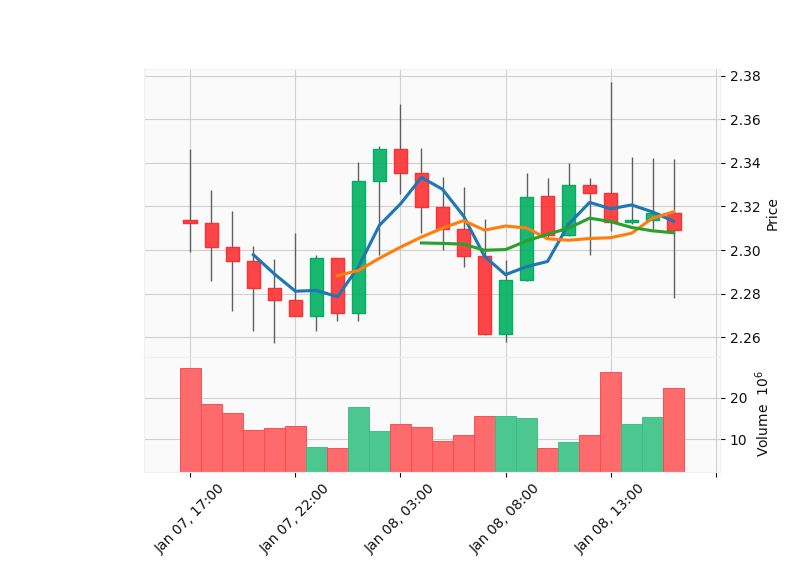 2.38
2.36
2.34
2.32
2.30
2.28
2.26
Price
20
10
Volume 10^6
Jan 07, 17:00
Jan 07, 22:00
Jan 08, 03:00
Jan 08, 08:00
Jan 08, 13:00